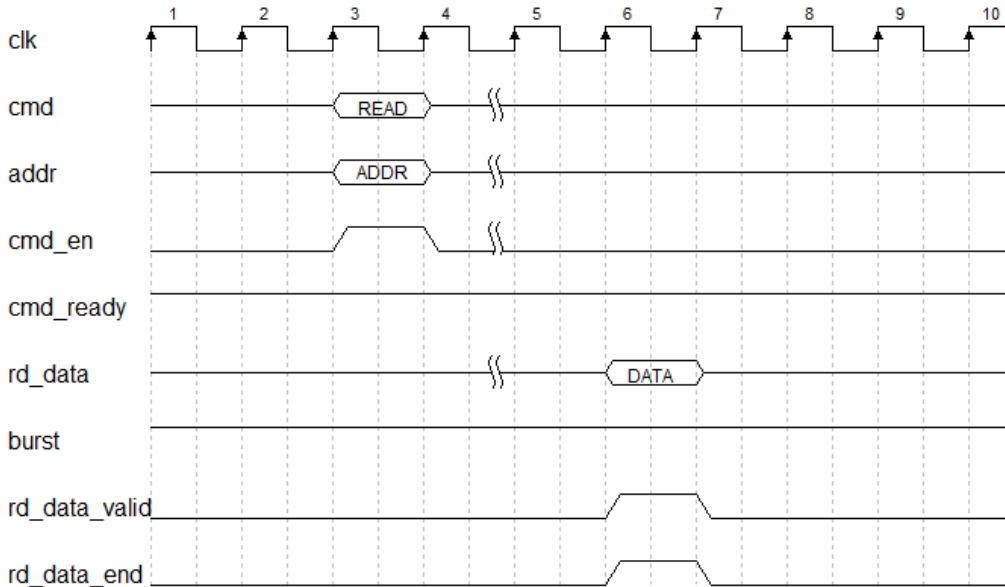 1 2 3 4 5 6 7 8 9 10
clk
cmd READ
addr ADDR
cmd_en
cmd_ready
rd_data DATA
burst
rd_data_valid
rd_data_end